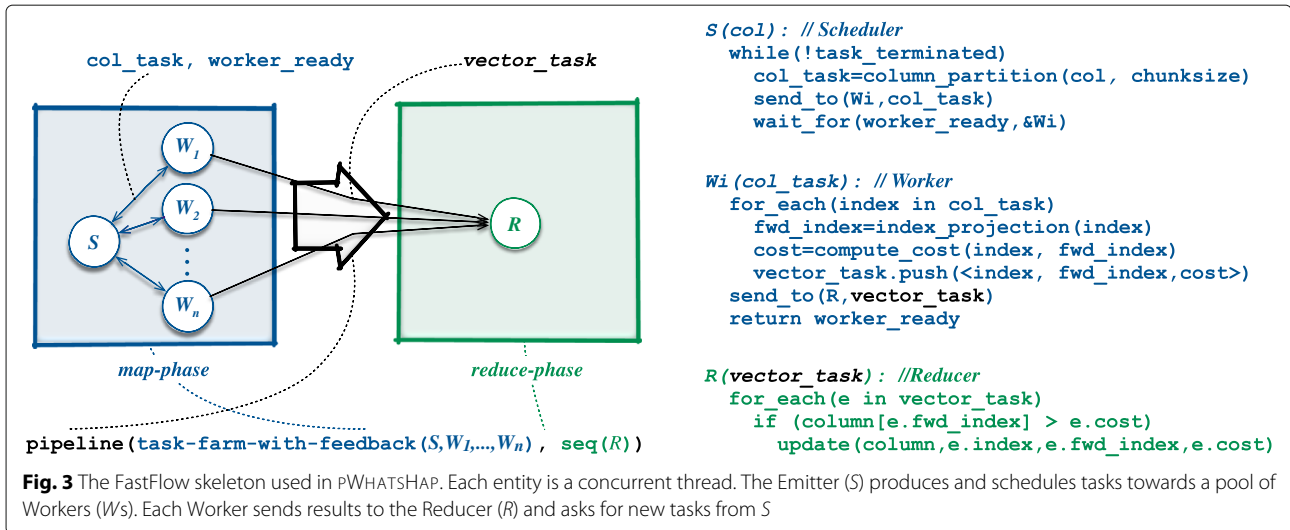 col_task, worker_ready
vector_task
W1
W2
S
Wn
R
map-phase
reduce-phase
pipeline(task-farm-with-feedback(S,W1,...,Wn), seq(R))
S(col): // Scheduler
while(!task_terminated)
col_task=column_partition(col, chunksize)
send_to(Wi,col_task)
wait_for(worker_ready,&Wi)
Wi(col_task): // Worker
for_each(index in col_task)
fwd_index=index_projection(index)
cost=compute_cost(index, fwd_index)
vector_task.push(<index, fwd_index,cost>)
send_to(R,vector_task)
return worker_ready
R(vector_task): //Reducer
for_each(e in vector_task)
if (column[e.fwd_index] > e.cost)
update(column,e.index,e.fwd_index,e.cost)
Fig. 3 The FastFlow skeleton used in PWHATSHAP. Each entity is a concurrent thread. The Emitter (S) produces and schedules tasks towards a pool of
Workers (Ws). Each Worker sends results to the Reducer (R) and asks for new tasks from S